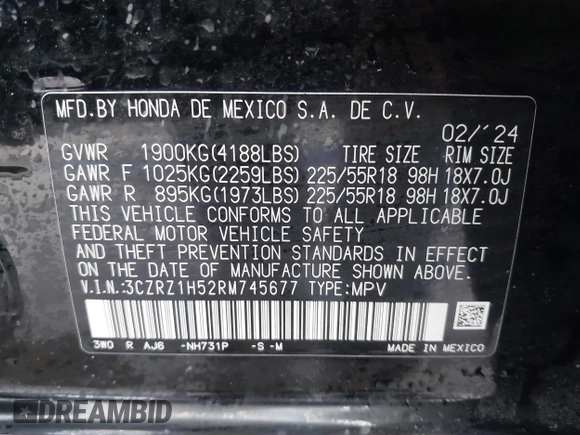 MFD.BY HONDA DE MEXICO S.A. DE C.V.
02/'24
GVWR 1900KG(4188LBS) TIRE SIZE RIM SIZE
GAWR F 1025KG(2259LBS) 225/55R18 98H 18X7.0J
GAWR R 895KG(1973LBS) 225/55R18 98H 18X7.0J
THIS VEHICLE CONFORMS TO ALL APPLICABLE
FEDERAL MOTOR VEHICLE SAFETY
AND THEFT PREVENTION STANDARDS IN EFFECT
ON THE DATE OF MANUFACTURE SHOWN ABOVE.
V.I.N.:3CZRZ1H52RM745677 TYPE:MPV
3W0 R AJ6 -NH731P -S-M MADE IN MEXICO
DREAMBID